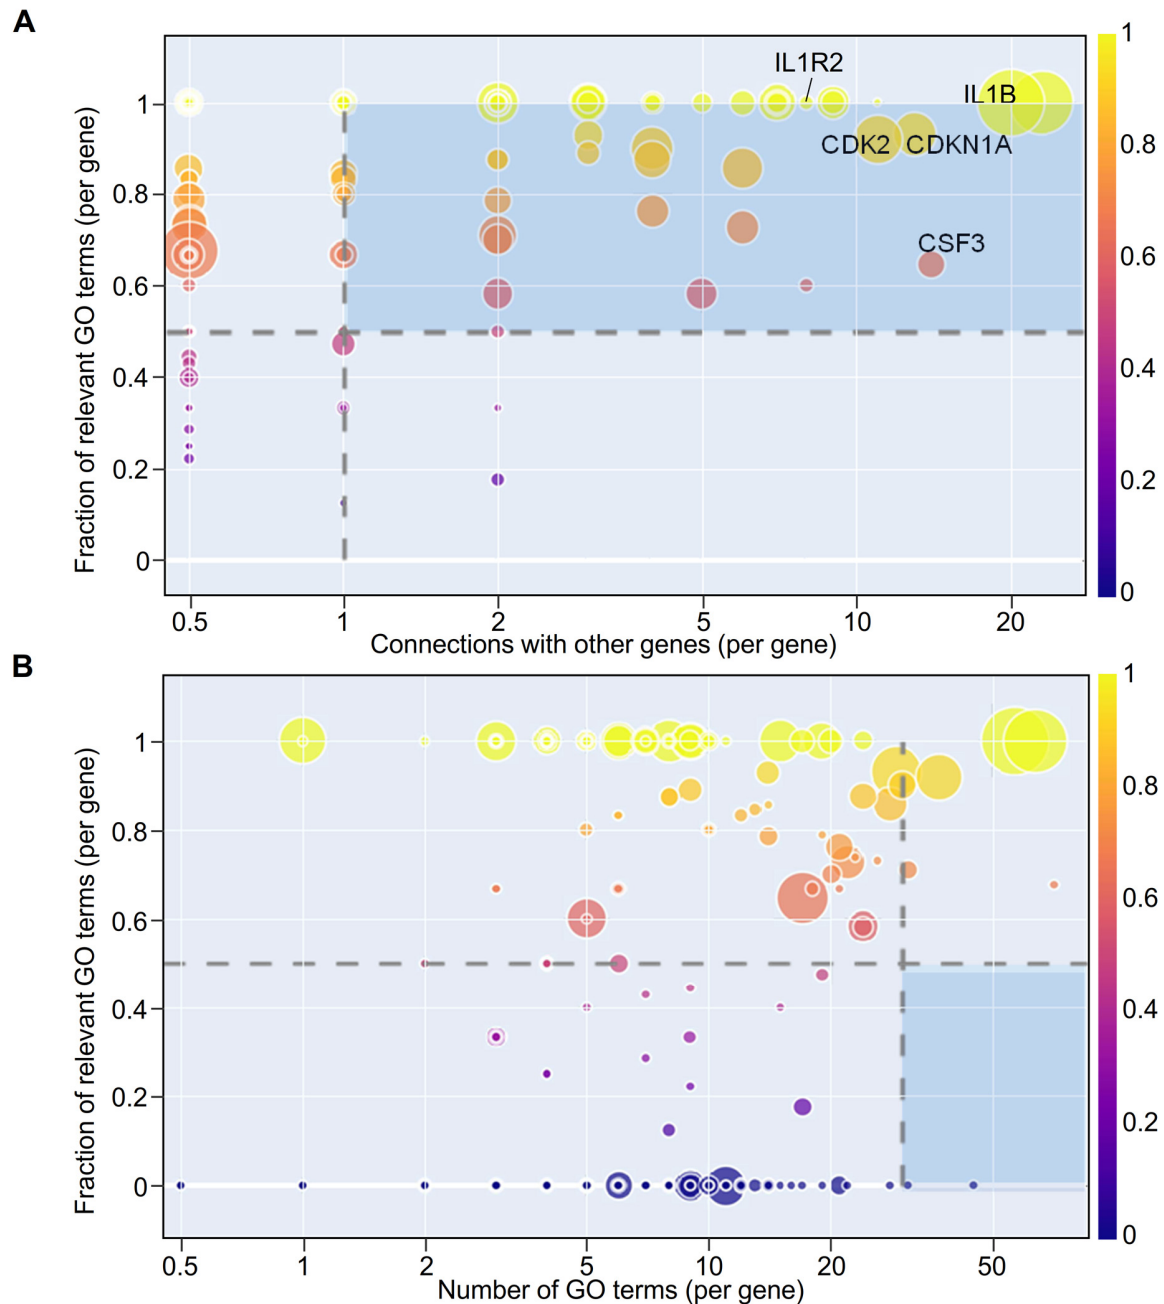 A
IL1R2
IL1B
CDK2 CDKN1A
CSF3
Fraction of relevant GO terms (per gene)
1
0.8
0.6
0.4
0.2
0
0.5 1 2 5 10 20
Connections with other genes (per gene)
1
0.8
0.6
0.4
0.2
0
B
Fraction of relevant GO terms (per gene)
1
0.8
0.6
0.4
0.2
0
0.5 1 2 5 10 20 50
Number of GO terms (per gene)
1
0.8
0.6
0.4
0.2
0